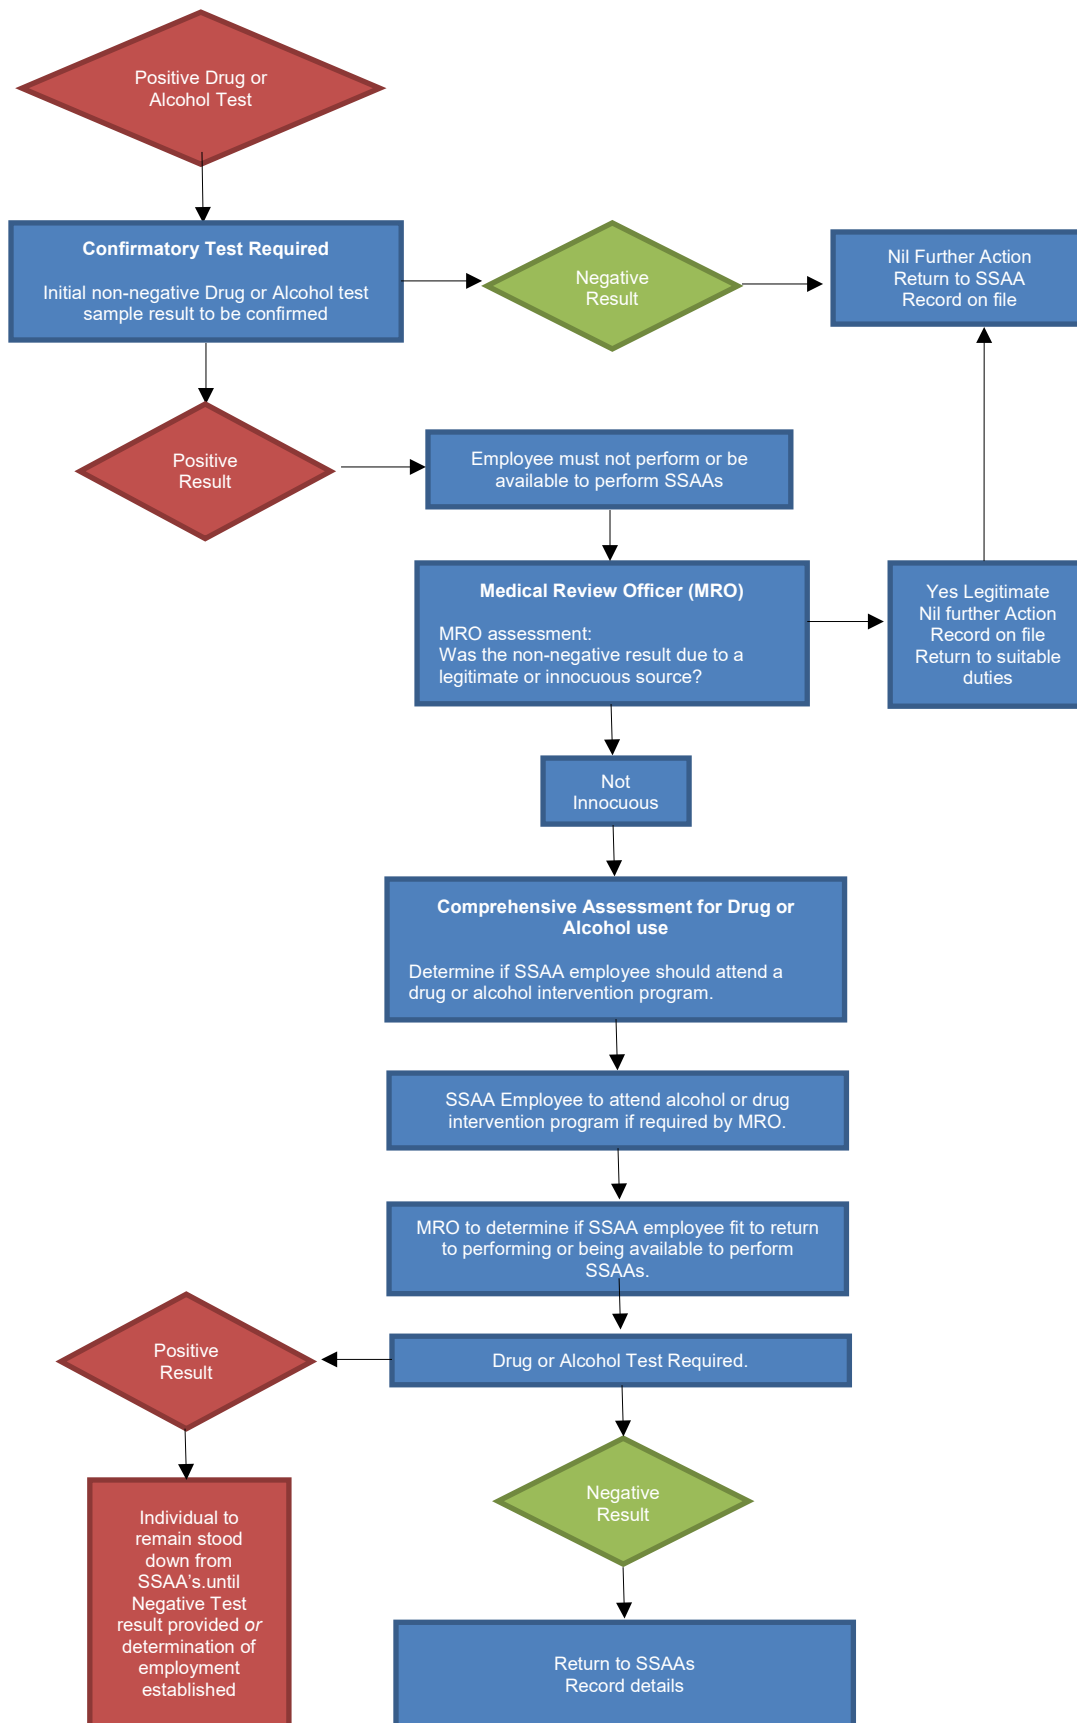 Positive Drug or
Alcohol Test
Confirmatory Test Required
Initial non-negative Drug or Alcohol test
sample result to be confirmed
Negative
Result
Nil Further Action
Return to SSAA
Record on file
Positive
Result
Employee must not perform or be
available to perform SSAAs
Medical Review Officer (MRO)
MRO assessment:
Was the non-negative result due to a
legitimate or innocuous source?
Yes Legitimate
Nil further Action
Record on file
Return to suitable
duties
Not
Innocuous
Comprehensive Assessment for Drug or
Alcohol use
Determine if SSAA employee should attend a
drug or alcohol intervention program.
SSAA Employee to attend alcohol or drug
intervention program if required by MRO.
MRO to determine if SSAA employee fit to return
to performing or being available to perform
SSAAs.
Drug or Alcohol Test Required.
Positive
Result
Individual to
remain stood
down from
SSAA’s.until
Negative Test
result provided or
determination of
employment
established
Negative
Result
Return to SSAAs
Record details